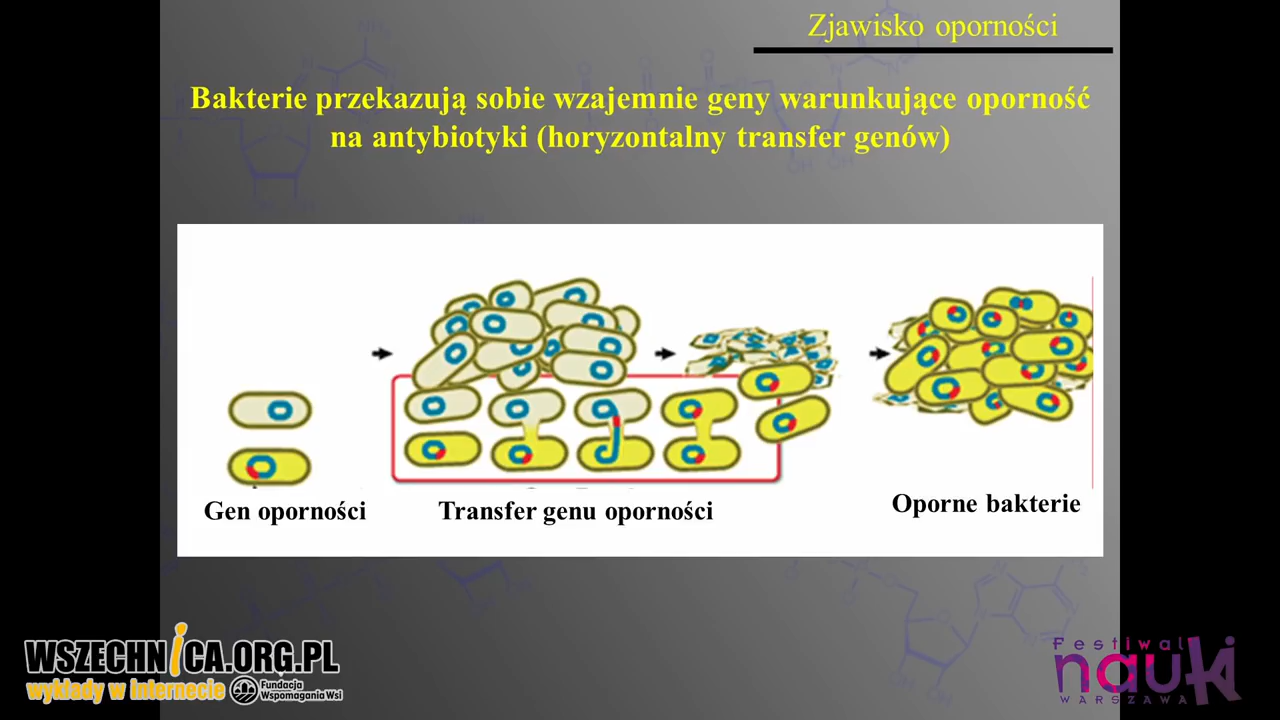 Zjawisko oporności
Bakterie przekazują sobie wzajemnie geny warunkujące oporność
na antybiotyki (horyzontalny transfer genów)
Gen oporności
Transfer genu oporności
Oporne bakterie
WSZECHNICA.ORG.PL
wykłady w internecie
Fundacja
Wspomagania Wsi
Festiwal
nauki
WARSZAWA